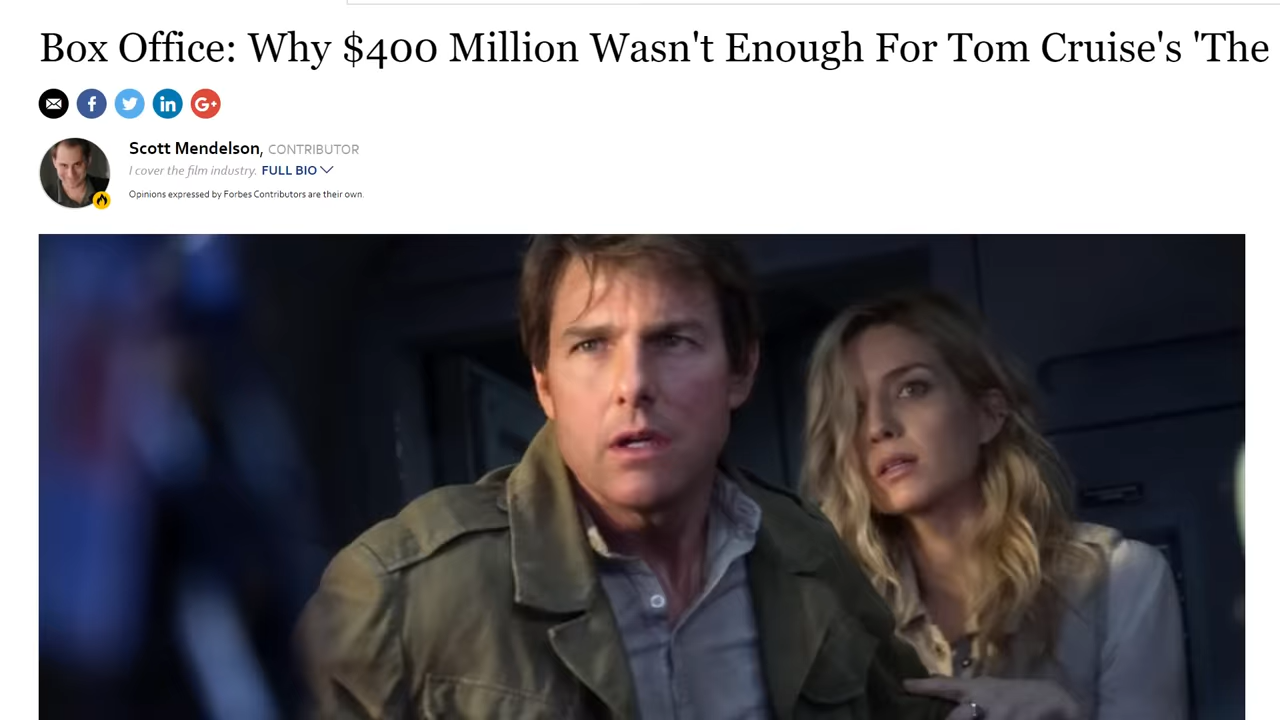 Box Office: Why $400 Million Wasn't Enough For Tom Cruise's 'The
f
in
G+
Scott Mendelson, CONTRIBUTOR
I cover the film industry. FULL BIO
Opinions expressed by Forbes Contributors are their own.